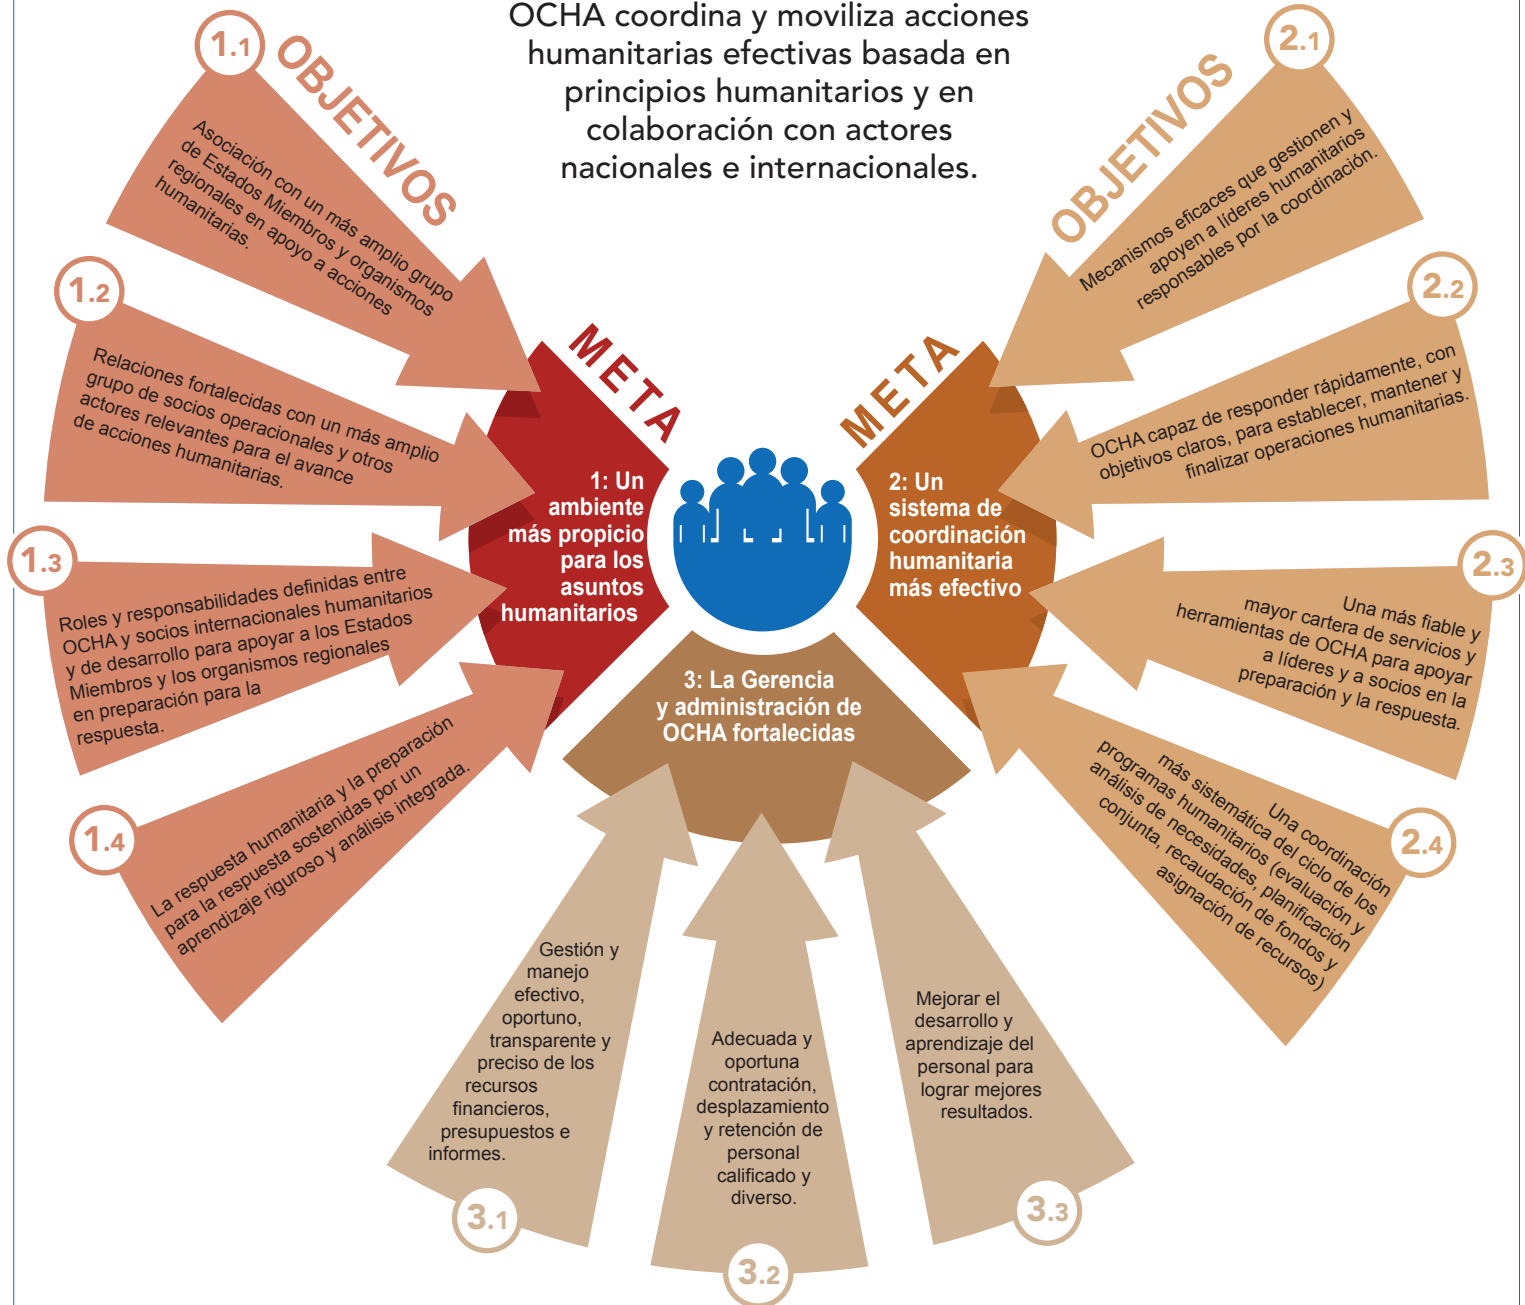 OCHA coordina y moviliza acciones
humanitarias efectivas basada en
principios humanitarios y en
colaboración con actores
nacionales e internacionales.
OBJETIVOS
1.1
Asociación con un más amplio grupo
de Estados Miembros y organismos
regionales en apoyo a acciones
humanitarias.
1.2
Relaciones fortalecidas con un más amplio
grupo de socios operacionales y otros
actores relevantes para el avance
de acciones humanitarias.
1.3
Roles y responsabilidades definidas entre
OCHA y socios internacionales humanitarios
y de desarrollo para apoyar a los Estados
Miembros y los organismos regionales
en preparación para la
respuesta.
1.4
La respuesta humanitaria y la preparación
para la respuesta sostenidas por un
aprendizaje riguroso y análisis integrada.
META
1: Un
ambiente
más propicio
para los
asuntos
humanitarios
OBJETIVOS
2.1
Mecanismos eficaces que gestionen y
apoyen a líderes humanitarios
responsables por la coordinación.
2.2
OCHA capaz de responder rápidamente, con
objetivos claros, para establecer, mantener y
finalizar operaciones humanitarias.
2.3
Una más fiable y
mayor cartera de servicios y
herramientas de OCHA para apoyar
a líderes y a socios en la
preparación y la respuesta.
2.4
Una coordinación
más sistemática del ciclo de los
programas humanitarios (evaluación y
análisis de necesidades, planificación
conjunta, recaudación de fondos y
asignación de recursos)
META
2: Un
sistema de
coordinación
humanitaria
más efectivo
3: La Gerencia
y administración de
OCHA fortalecidas
Gestión y
manejo
efectivo,
oportuno,
transparente y
preciso de los
recursos
financieros,
presupuestos e
informes.
3.1
Adecuada y
oportuna
contratación,
desplazamiento
y retención de
personal
calificado y
diverso.
3.2
Mejorar el
desarrollo y
aprendizaje del
personal para
lograr mejores
resultados.
3.3